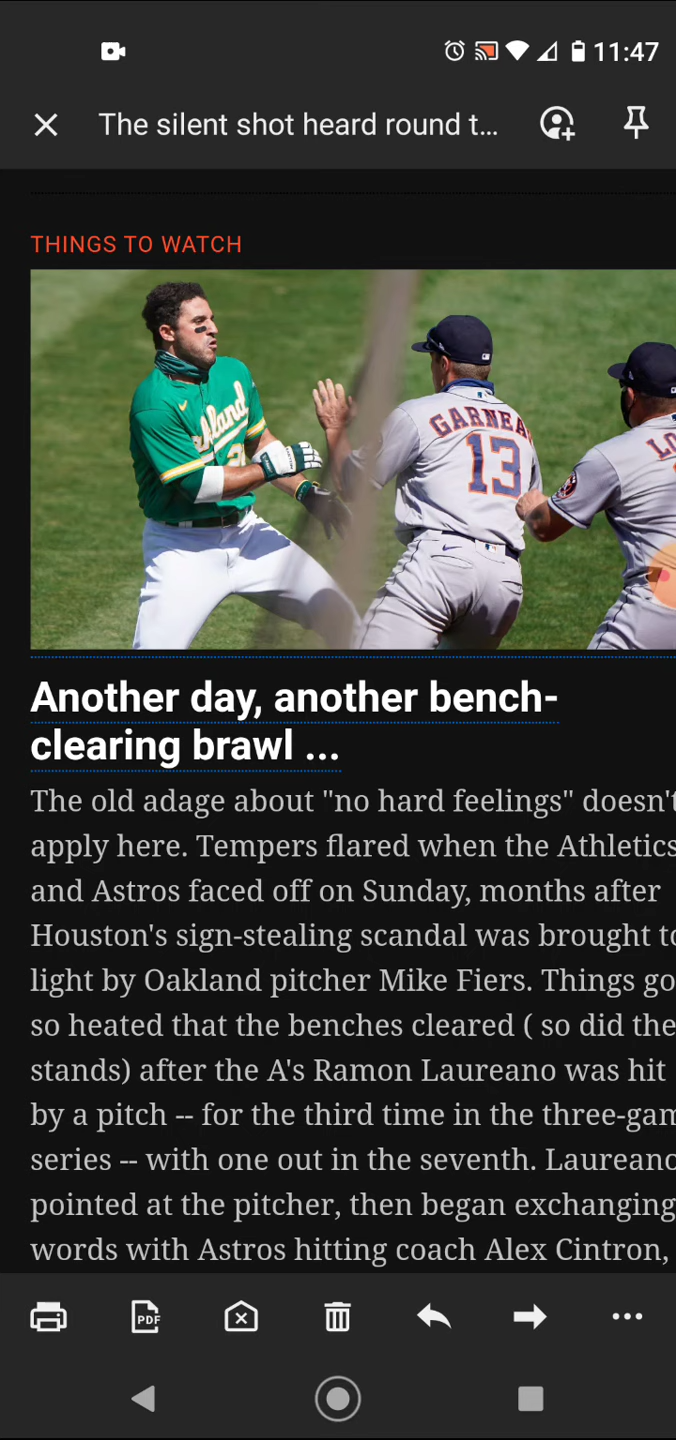 11:47
The silent shot heard round t...
THINGS TO WATCH
GARNEA
13
LO
Another day, another bench-
clearing brawl ...
The old adage about "no hard feelings" doesn't
apply here. Tempers flared when the Athletics
and Astros faced off on Sunday, months after
Houston's sign-stealing scandal was brought to
light by Oakland pitcher Mike Fiers. Things go
so heated that the benches cleared ( so did the
stands) after the A's Ramon Laureano was hit
by a pitch -- for the third time in the three-gam
series -- with one out in the seventh. Laureano
pointed at the pitcher, then began exchanging
words with Astros hitting coach Alex Cintron,
PDF